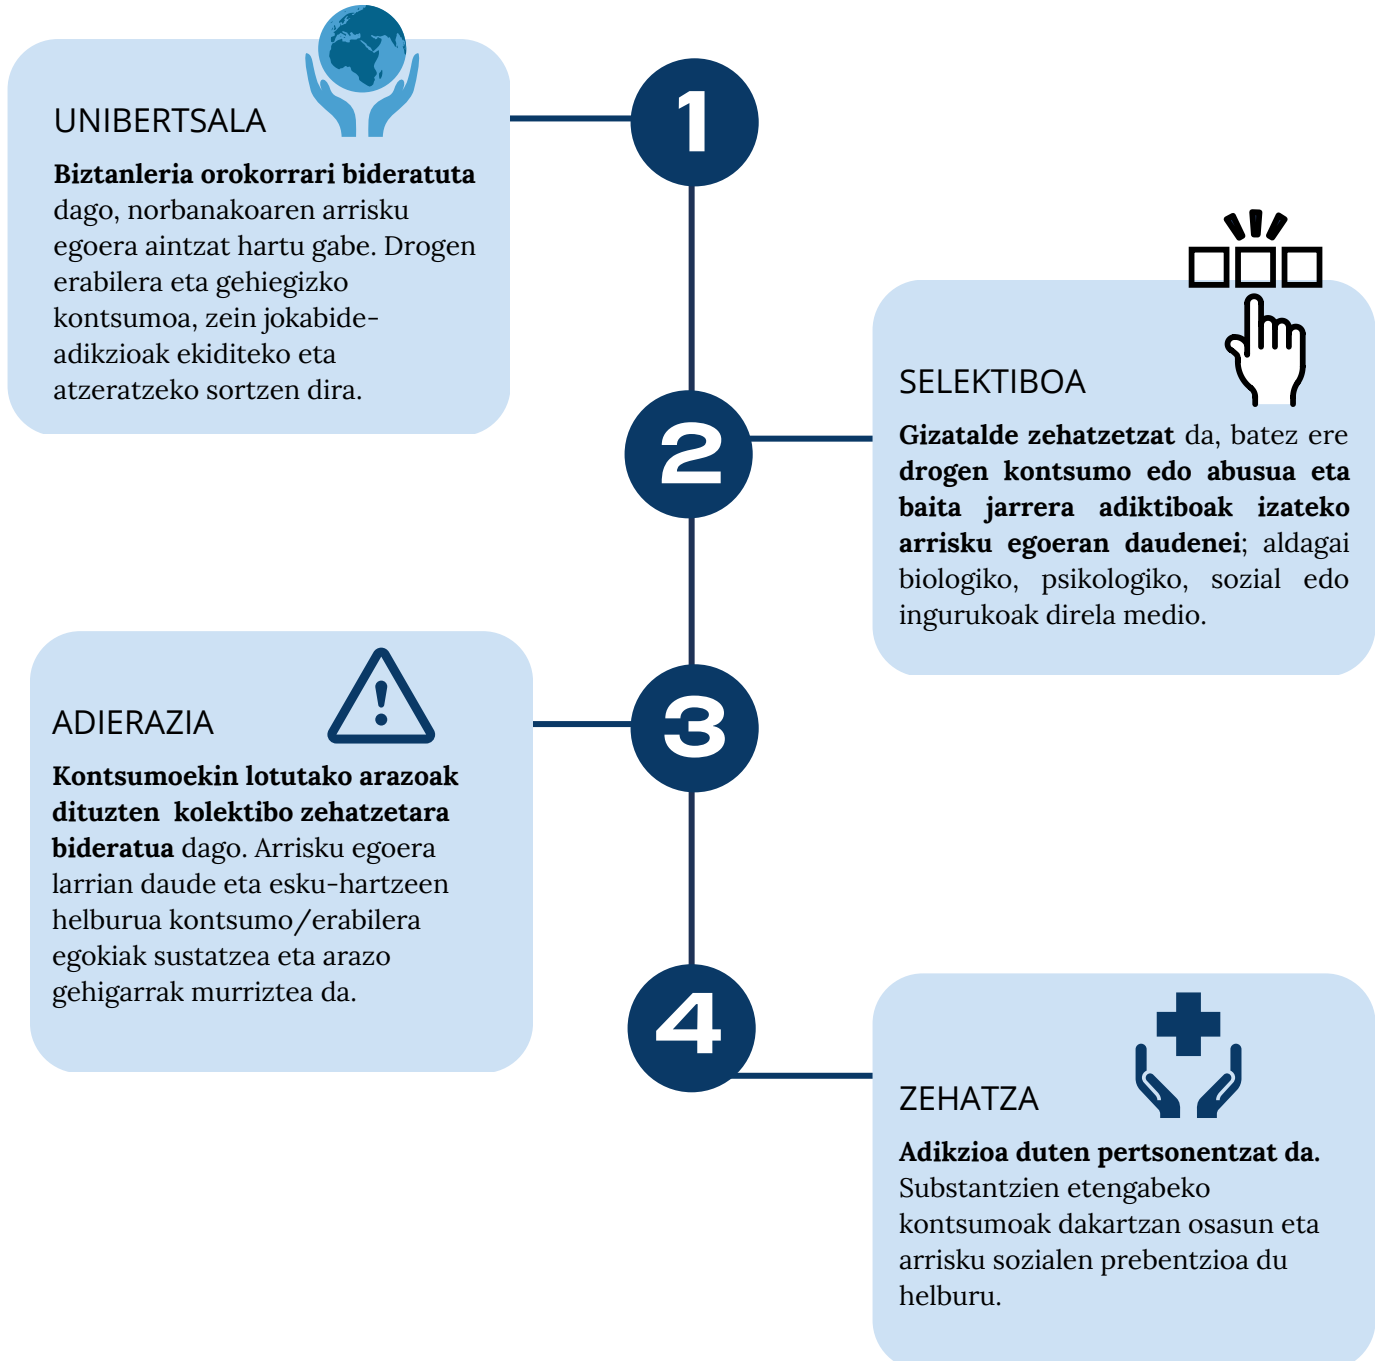 1
UNIBERTSALA
Biztanleria orokorrari bideratuta
dago, norbanakoaren arrisku
egoera aintzat hartu gabe. Drogen
erabilera eta gehiegizko
kontsumoa, zein jokabide-
adikzioak ekiditeko eta
atzeratzeko sortzen dira.
2
SELEKTIBOA
Gizatalde zehatzetzat da, batez ere
drogen kontsumo edo abusua eta
baita jarrera adiktiboak izateko
arrisku egoeran daudenei; aldagai
biologiko, psikologiko, sozial edo
ingurukoak direla medio.
3
ADIERAZIA
Kontsumoekin lotutako arazoak
dituzten kolektibo zehatzetara
bideratua dago. Arrisku egoera
larrian daude eta esku-hartzeen
helburua kontsumo/erabilera
egokiak sustatzea eta arazo
gehigarrak murriztea da.
4
ZEHATZA
Adikzioa duten pertsonentzat da.
Substantzien etengabeko
kontsumoak dakartzan osasun eta
arrisku sozialen prebentzioa du
helburu.